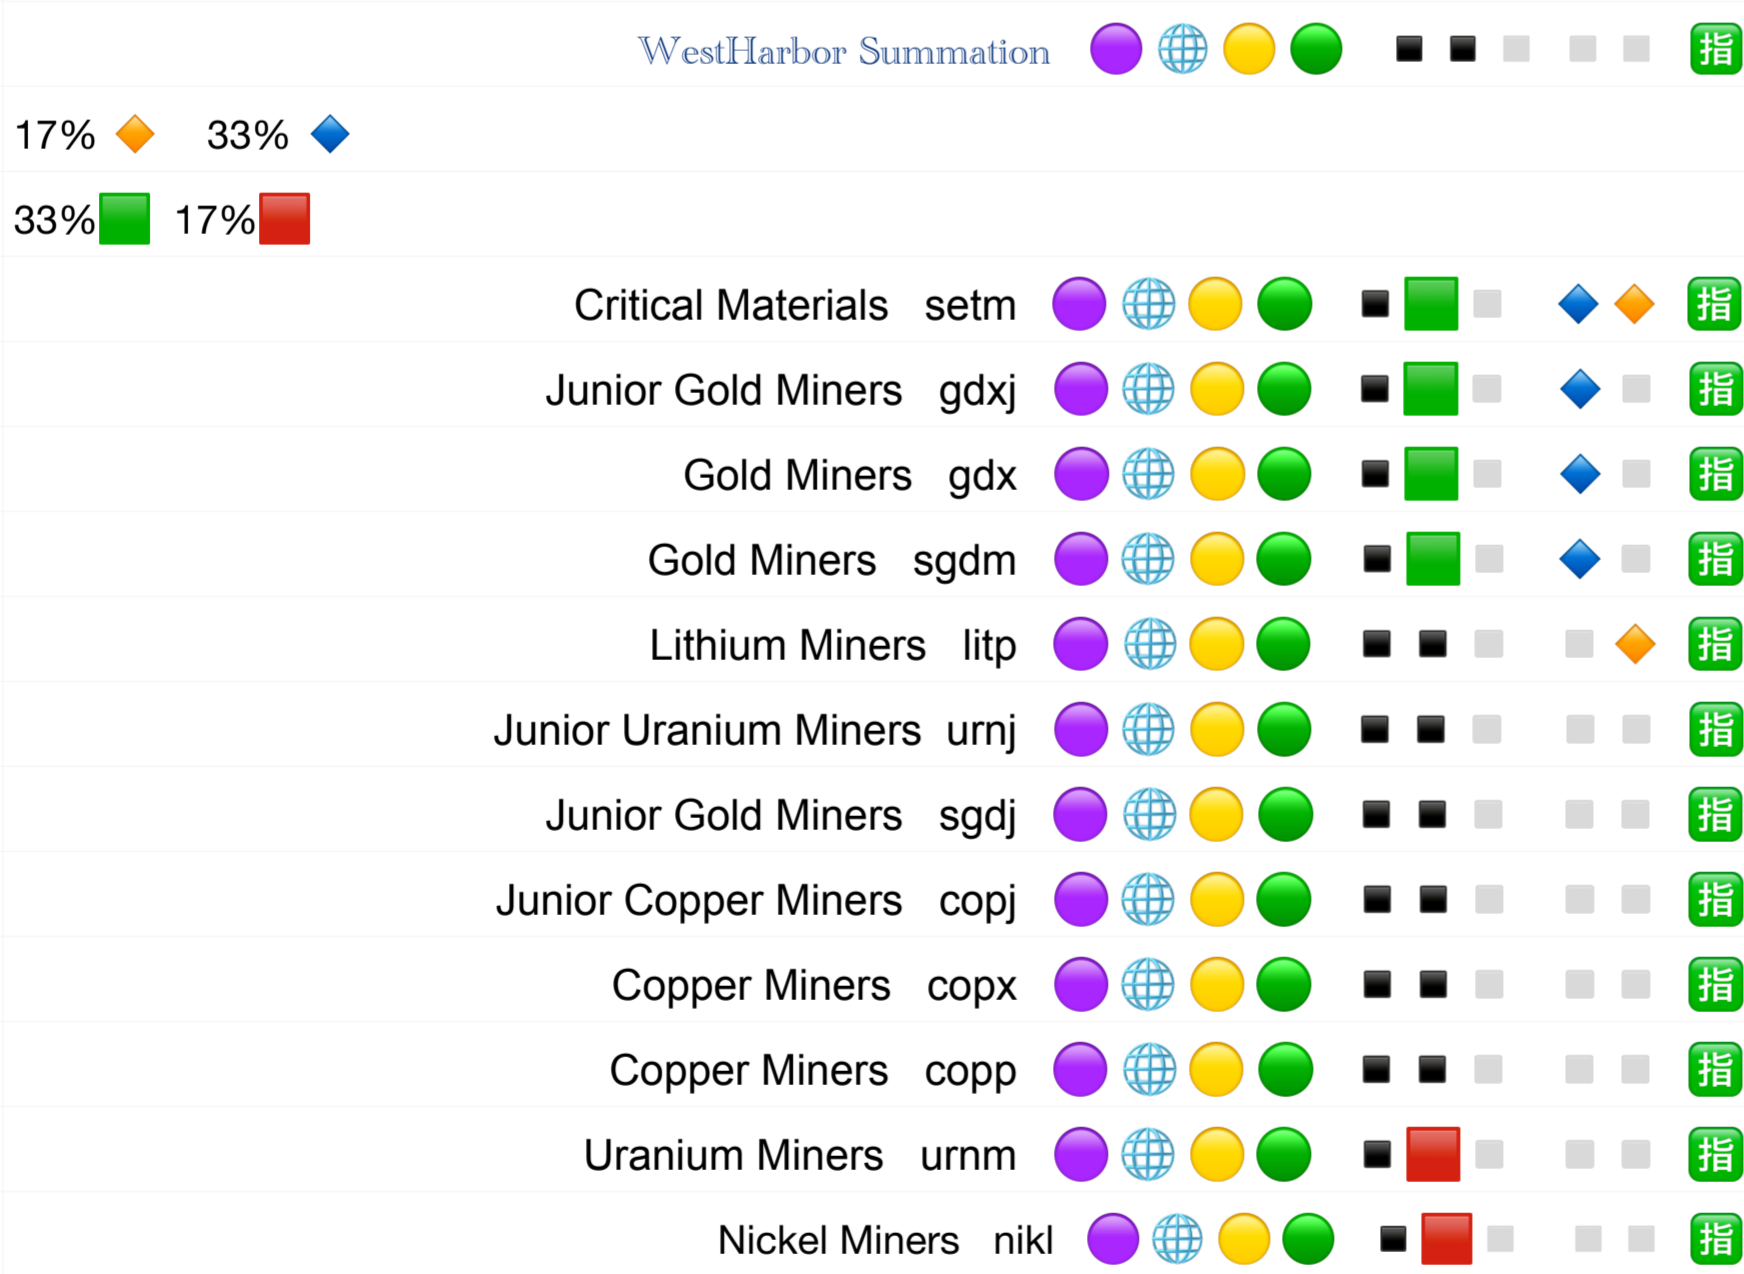 WestHarbor Summation 🟣 🌐 🟡 🟢 ▪️ ▪️ ◽ ◽ ◽ 指
17% 🔸 33% 🔹
33% 🟩 17% 🟥
Critical Materials setm 🟣 🌐 🟡 🟢 ▪️ 🟩 ◽ 🔹 🔸 指
Junior Gold Miners gdxj 🟣 🌐 🟡 🟢 ▪️ 🟩 ◽ 🔹 ◽ 指
Gold Miners gdx 🟣 🌐 🟡 🟢 ▪️ 🟩 ◽ 🔹 ◽ 指
Gold Miners sgdm 🟣 🌐 🟡 🟢 ▪️ 🟩 ◽ 🔹 ◽ 指
Lithium Miners litp 🟣 🌐 🟡 🟢 ▪️ ▪️ ◽ ◽ 🔸 指
Junior Uranium Miners urnj 🟣 🌐 🟡 🟢 ▪️ ▪️ ◽ ◽ ◽ 指
Junior Gold Miners sgdj 🟣 🌐 🟡 🟢 ▪️ ▪️ ◽ ◽ ◽ 指
Junior Copper Miners copj 🟣 🌐 🟡 🟢 ▪️ ▪️ ◽ ◽ ◽ 指
Copper Miners copx 🟣 🌐 🟡 🟢 ▪️ ▪️ ◽ ◽ ◽ 指
Copper Miners copp 🟣 🌐 🟡 🟢 ▪️ ▪️ ◽ ◽ ◽ 指
Uranium Miners urnm 🟣 🌐 🟡 🟢 ▪️ 🟥 ◽ ◽ ◽ 指
Nickel Miners nikl 🟣 🌐 🟡 🟢 ▪️ 🟥 ◽ ◽ ◽ 指